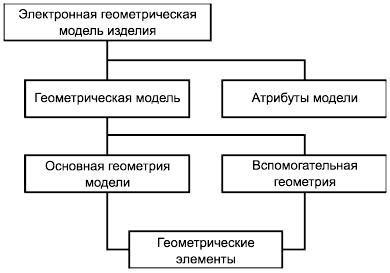 Электронная геометрическая
модель изделия
Геометрическая модель
Атрибуты модели
Основная геометрия
модели
Вспомогательная
геометрия
Геометрические
элементы